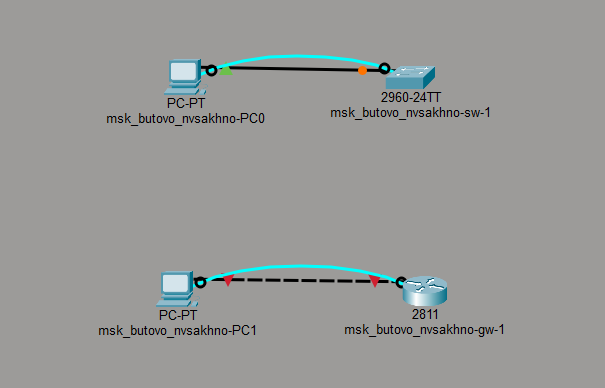 PC-PT
msk_butovo_nvsakhno-PC0
2960-24TT
msk_butovo_nvsakhno-sw-1
PC-PT
msk_butovo_nvsakhno-PC1
2811
msk_butovo_nvsakhno-gw-1